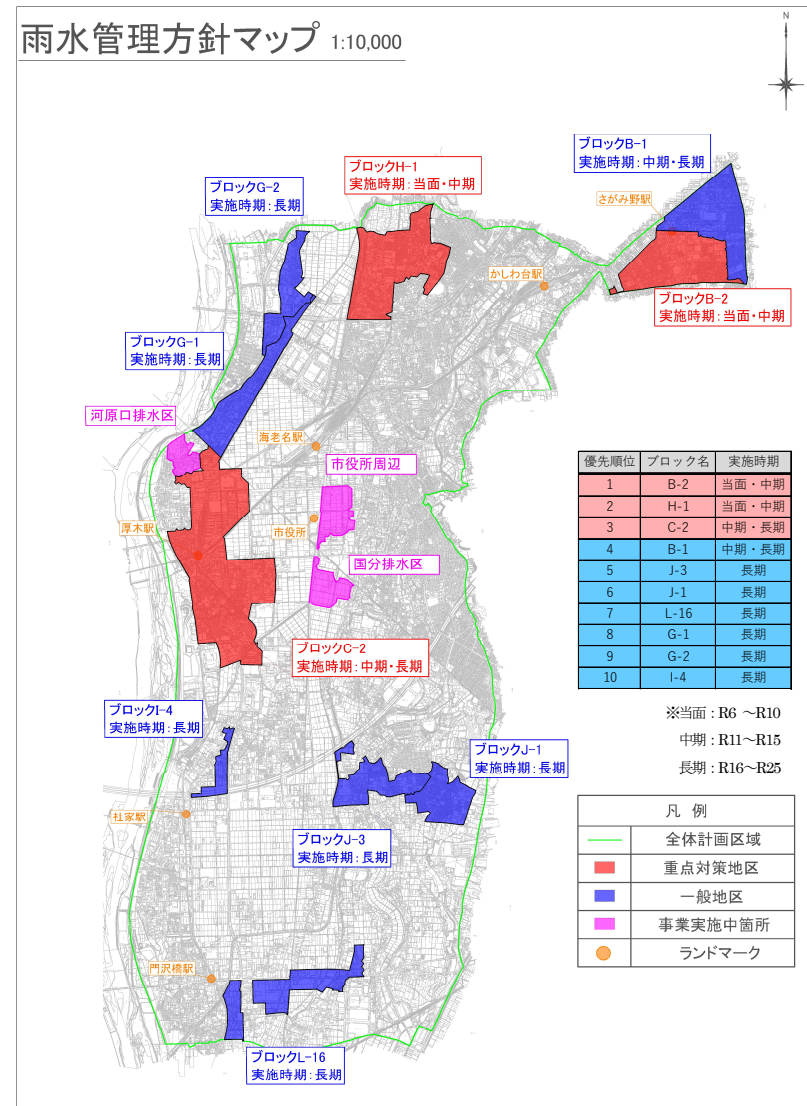 雨水管理方針マップ 1:10,000
N
ブロックB-1
実施時期:中期・長期
ブロックH-1
実施時期:当面・中期
ブロックG-2
実施時期:長期
さがみ野駅
かしわ台駅
ブロックB-2
実施時期:当面・中期
ブロックG-1
実施時期:長期
河原口排水区
海老名駅
市役所周辺
厚木駅
市役所
国分排水区
ブロックC-2
実施時期:中期・長期
優先順位 ブロック名 実施時期
1 B-2 当面・中期
2 H-1 当面・中期
3 C-2 中期・長期
4 B-1 中期・長期
5 J-3 長期
6 J-1 長期
7 L-16 長期
8 G-1 長期
9 G-2 長期
10 I-4 長期
※当面:R6 ~R10
中期:R11~R15
長期:R16~R25
ブロックI-4
実施時期:長期
ブロックJ-1
実施時期:長期
社家駅
ブロックJ-3
実施時期:長期
凡 例
全体計画区域
重点対策地区
一般地区
事業実施中箇所
ランドマーク
門沢橋駅
ブロックL-16
実施時期:長期